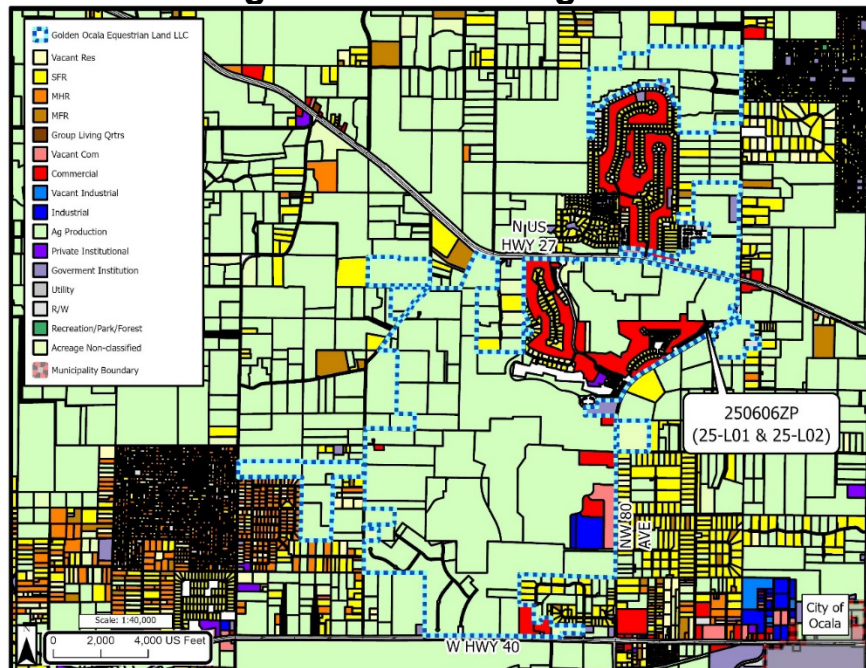 Golden Ocala Equestrian Land LLC
Vacant Res
SFR
MHR
MFR
Group Living Qrtrs
Vacant Com
Commercial
Vacant Industrial
Industrial
Ag Production
Private Institutional
Goverment Institution
Utility
R/W
Recreation/Park/Forest
Acreage Non-classified
Municipality Boundary
N US
HWY 27
250606ZP
(25-L01 & 25-L02)
NW 80
AVE
City of
Ocala
Scale: 1:40,000
0 2,000 4,000 US Feet
W HWY 40